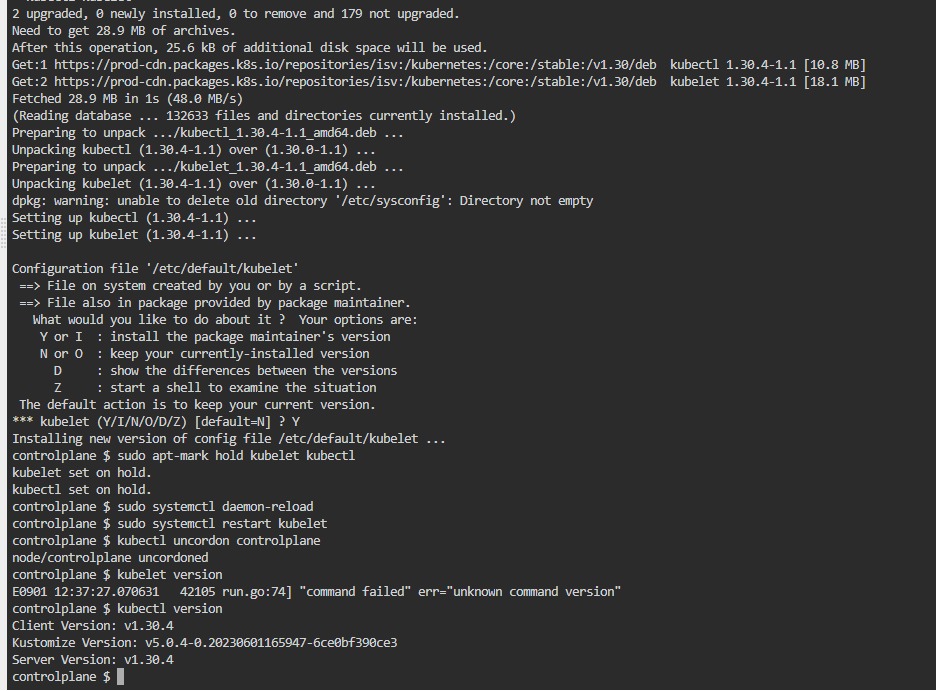 2 upgraded, 0 newly installed, 0 to remove and 179 not upgraded.
Need to get 28.9 MB of archives.
After this operation, 25.6 kB of additional disk space will be used.
Get:1 https://prod-cdn.packages.k8s.io/repositories/isv:/kubernetes:/core:/stable:/v1.30/deb  kubectl 1.30.4-1.1 [10.8 MB]
Get:2 https://prod-cdn.packages.k8s.io/repositories/isv:/kubernetes:/core:/stable:/v1.30/deb  kubelet 1.30.4-1.1 [18.1 MB]
Fetched 28.9 MB in 1s (48.0 MB/s)
(Reading database ... 132633 files and directories currently installed.)
Preparing to unpack .../kubectl_1.30.4-1.1_amd64.deb ...
Unpacking kubectl (1.30.4-1.1) over (1.30.0-1.1) ...
Preparing to unpack .../kubelet_1.30.4-1.1_amd64.deb ...
Unpacking kubelet (1.30.4-1.1) over (1.30.0-1.1) ...
dpkg: warning: unable to delete old directory '/etc/sysconfig': Directory not empty
Setting up kubectl (1.30.4-1.1) ...
Setting up kubelet (1.30.4-1.1) ...

Configuration file '/etc/default/kubelet'
 ==> File on system created by you or by a script.
 ==> File also in package provided by package maintainer.
   What would you like to do about it ?  Your options are:
    Y or I  : install the package maintainer's version
    N or O  : keep your currently-installed version
      D     : show the differences between the versions
      Z     : start a shell to examine the situation
 The default action is to keep your current version.
*** kubelet (Y/I/N/O/D/Z) [default=N] ? Y
Installing new version of config file /etc/default/kubelet ...
controlplane $ sudo apt-mark hold kubelet kubectl
kubelet set on hold.
kubectl set on hold.
controlplane $ sudo systemctl daemon-reload
controlplane $ sudo systemctl restart kubelet
controlplane $ kubectl uncordon controlplane
node/controlplane uncordoned
controlplane $ kubelet version
E0901 12:37:27.070631   42105 run.go:74] "command failed" err="unknown command version"
controlplane $ kubectl version
Client Version: v1.30.4
Kustomize Version: v5.0.4-0.20230601165947-6ce0bf390ce3
Server Version: v1.30.4
controlplane $